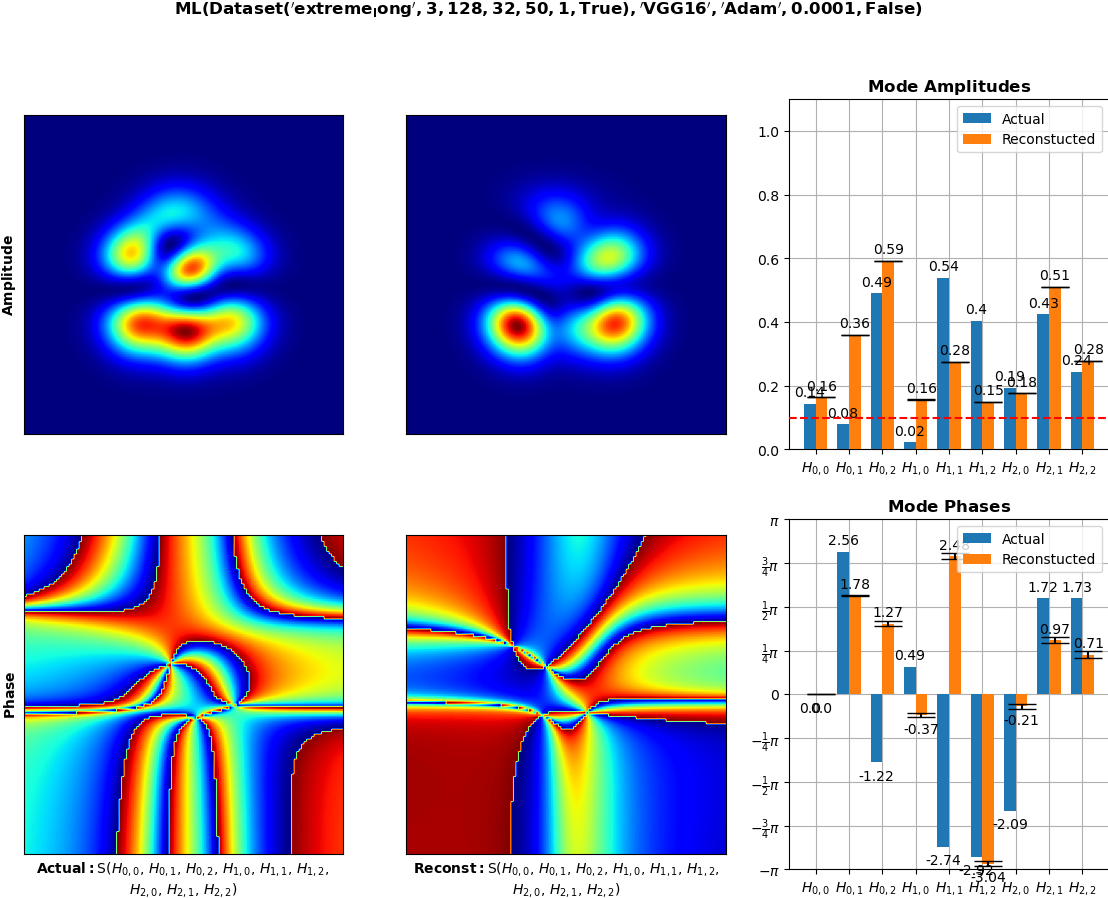 ML(Dataset('extreme_long', 3, 128, 32, 50, 1, True), 'VGG16', 'Adam', 0.0001, False)
Amplitude
Mode Amplitudes
Actual
Reconstucted
1.0
0.8
0.6
0.4
0.2
0.0
0.14
0.16
0.08
0.36
0.49
0.59
0.02
0.16
0.54
0.28
0.4
0.15
0.19
0.18
0.43
0.51
0.24
0.28
H0,0 H0,1 H0,2 H1,0 H1,1 H1,2 H2,0 H2,1 H2,2
Phase
Actual: S(H0,0, H0,1, H0,2, H1,0, H1,1, H1,2,
H2,0, H2,1, H2,2)
Reconst: S(H0,0, H0,1, H0,2, H1,0, H1,1, H1,2,
H2,0, H2,1, H2,2)
Mode Phases
Actual
Reconstucted
π
3/4π
1/2π
1/4π
0
−1/4π
−1/2π
−3/4π
−π
0.0
0.0
2.56
1.78
-1.22
1.27
0.49
-0.37
-2.74
-3.04
-2.09
-0.21
1.72
0.97
1.73
0.71
H0,0 H0,1 H0,2 H1,0 H1,1 H1,2 H2,0 H2,1 H2,2